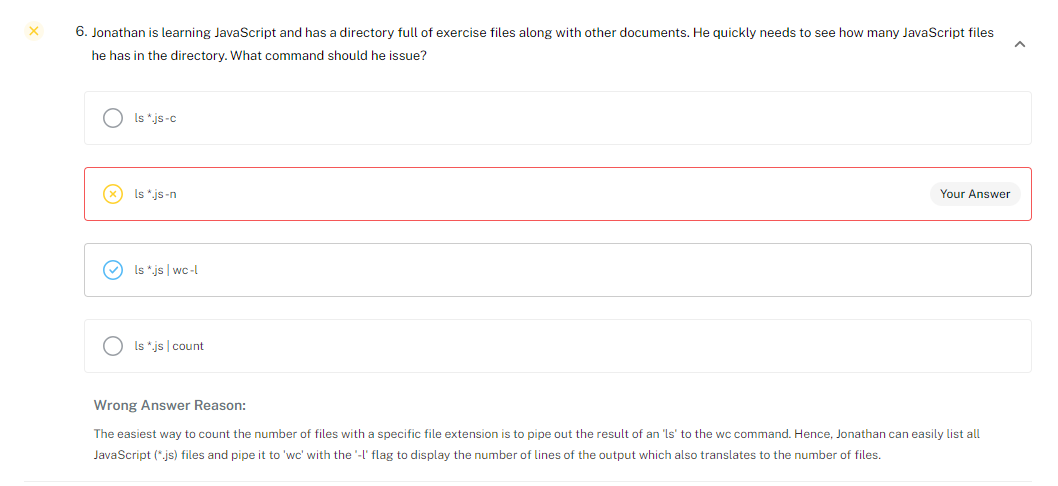 6. Jonathan is learning JavaScript and has a directory full of exercise files along with other documents. He quickly needs to see how many JavaScript files
he has in the directory. What command should he issue?
ls *.js -c
ls *.js -n
Your Answer
ls *.js | wc -l
ls *.js | count
Wrong Answer Reason:
The easiest way to count the number of files with a specific file extension is to pipe out the result of an 'ls' to the wc command. Hence, Jonathan can easily list all
JavaScript (*.js) files and pipe it to 'wc' with the '-l' flag to display the number of lines of the output which also translates to the number of files.